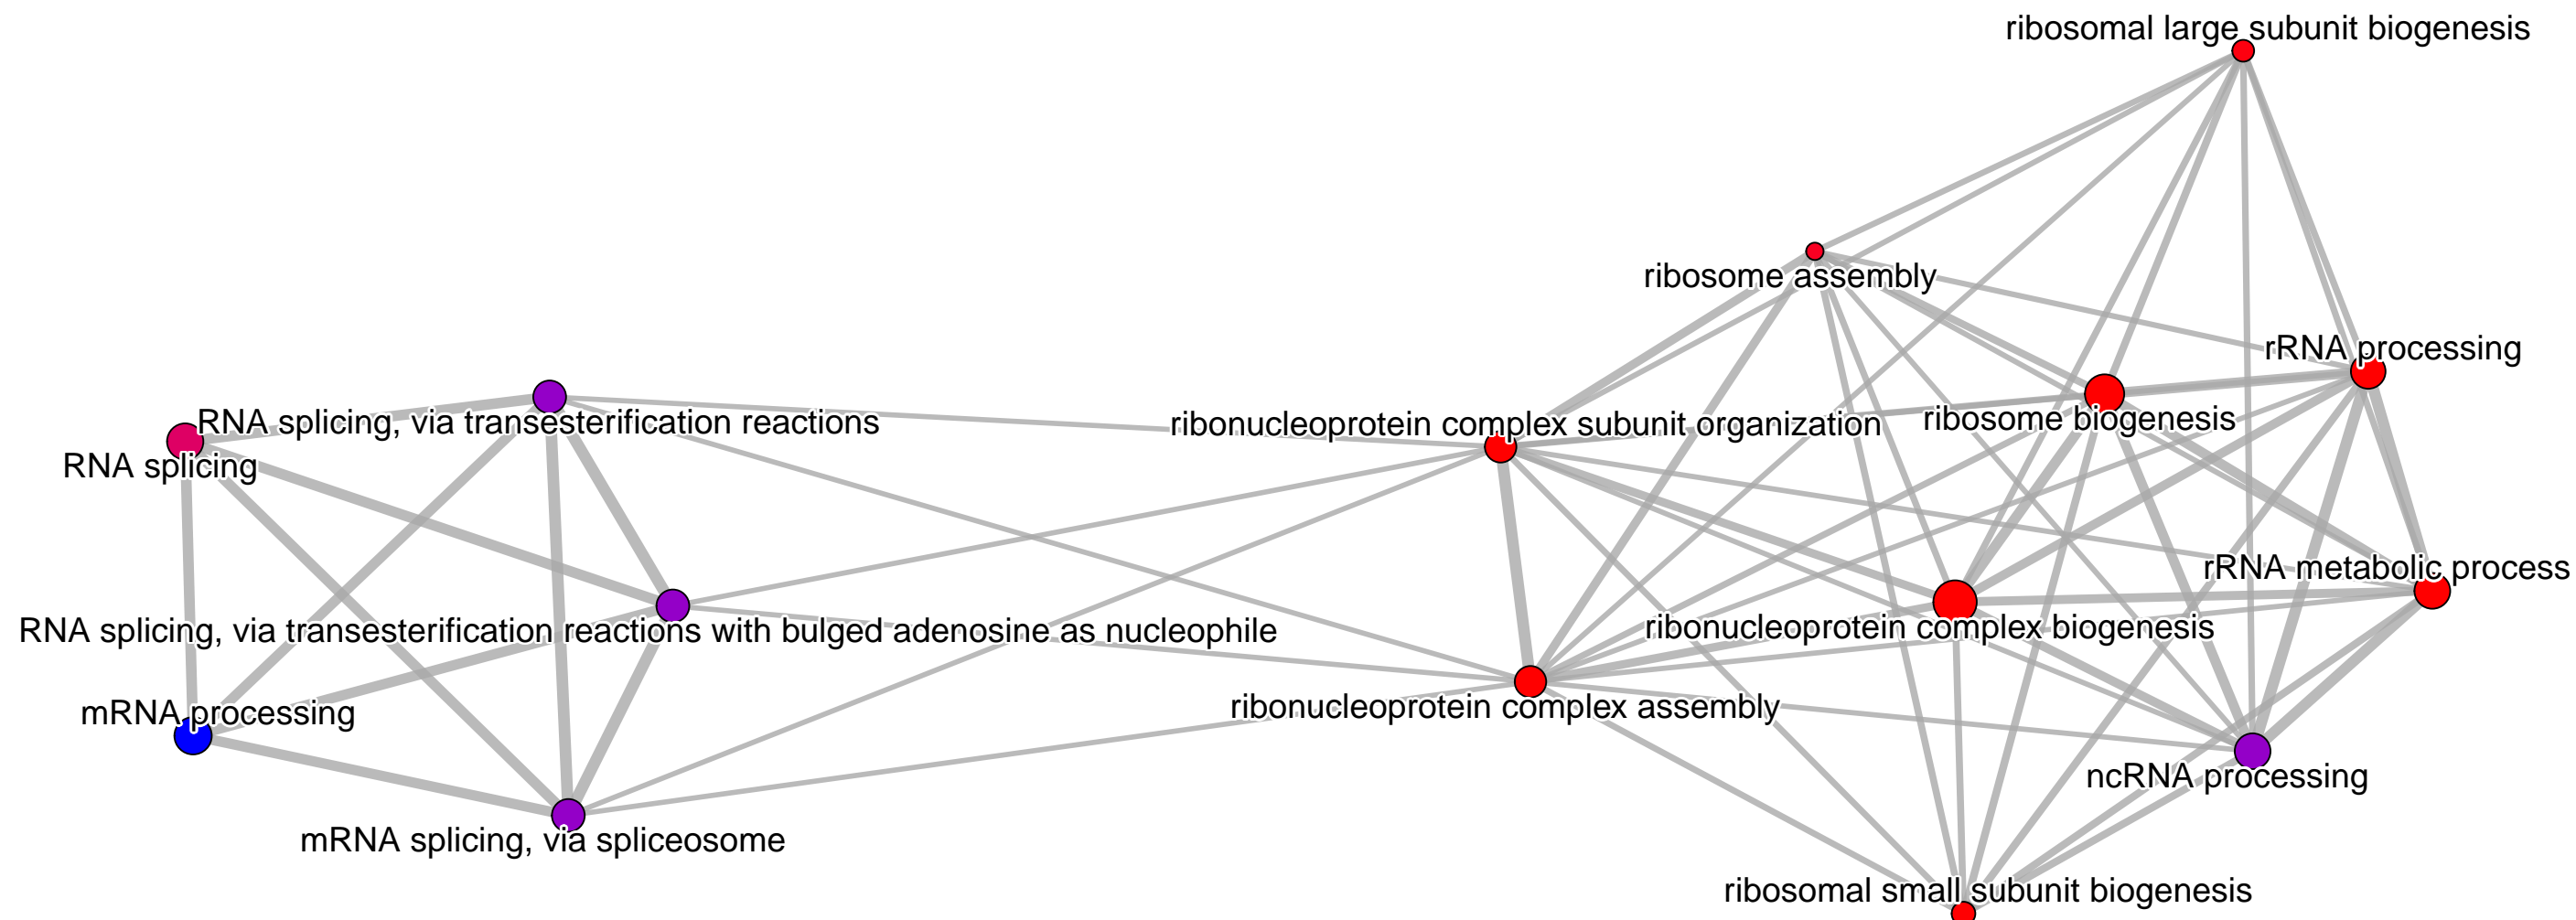 ribosomal large subunit biogenesis
ribosome assembly
rRNA processing
RNA splicing, via transesterification reactions
ribonucleoprotein complex subunit organization
ribosome biogenesis
RNA splicing
rRNA metabolic process
RNA splicing, via transesterification reactions with bulged adenosine as nucleophile
ribonucleoprotein complex biogenesis
mRNA processing
ribonucleoprotein complex assembly
ncRNA processing
mRNA splicing, via spliceosome
ribosomal small subunit biogenesis